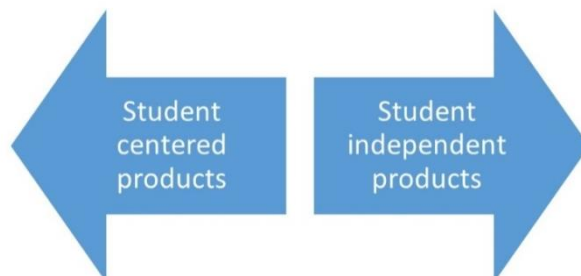 Student
centered
products
Student
independent
products